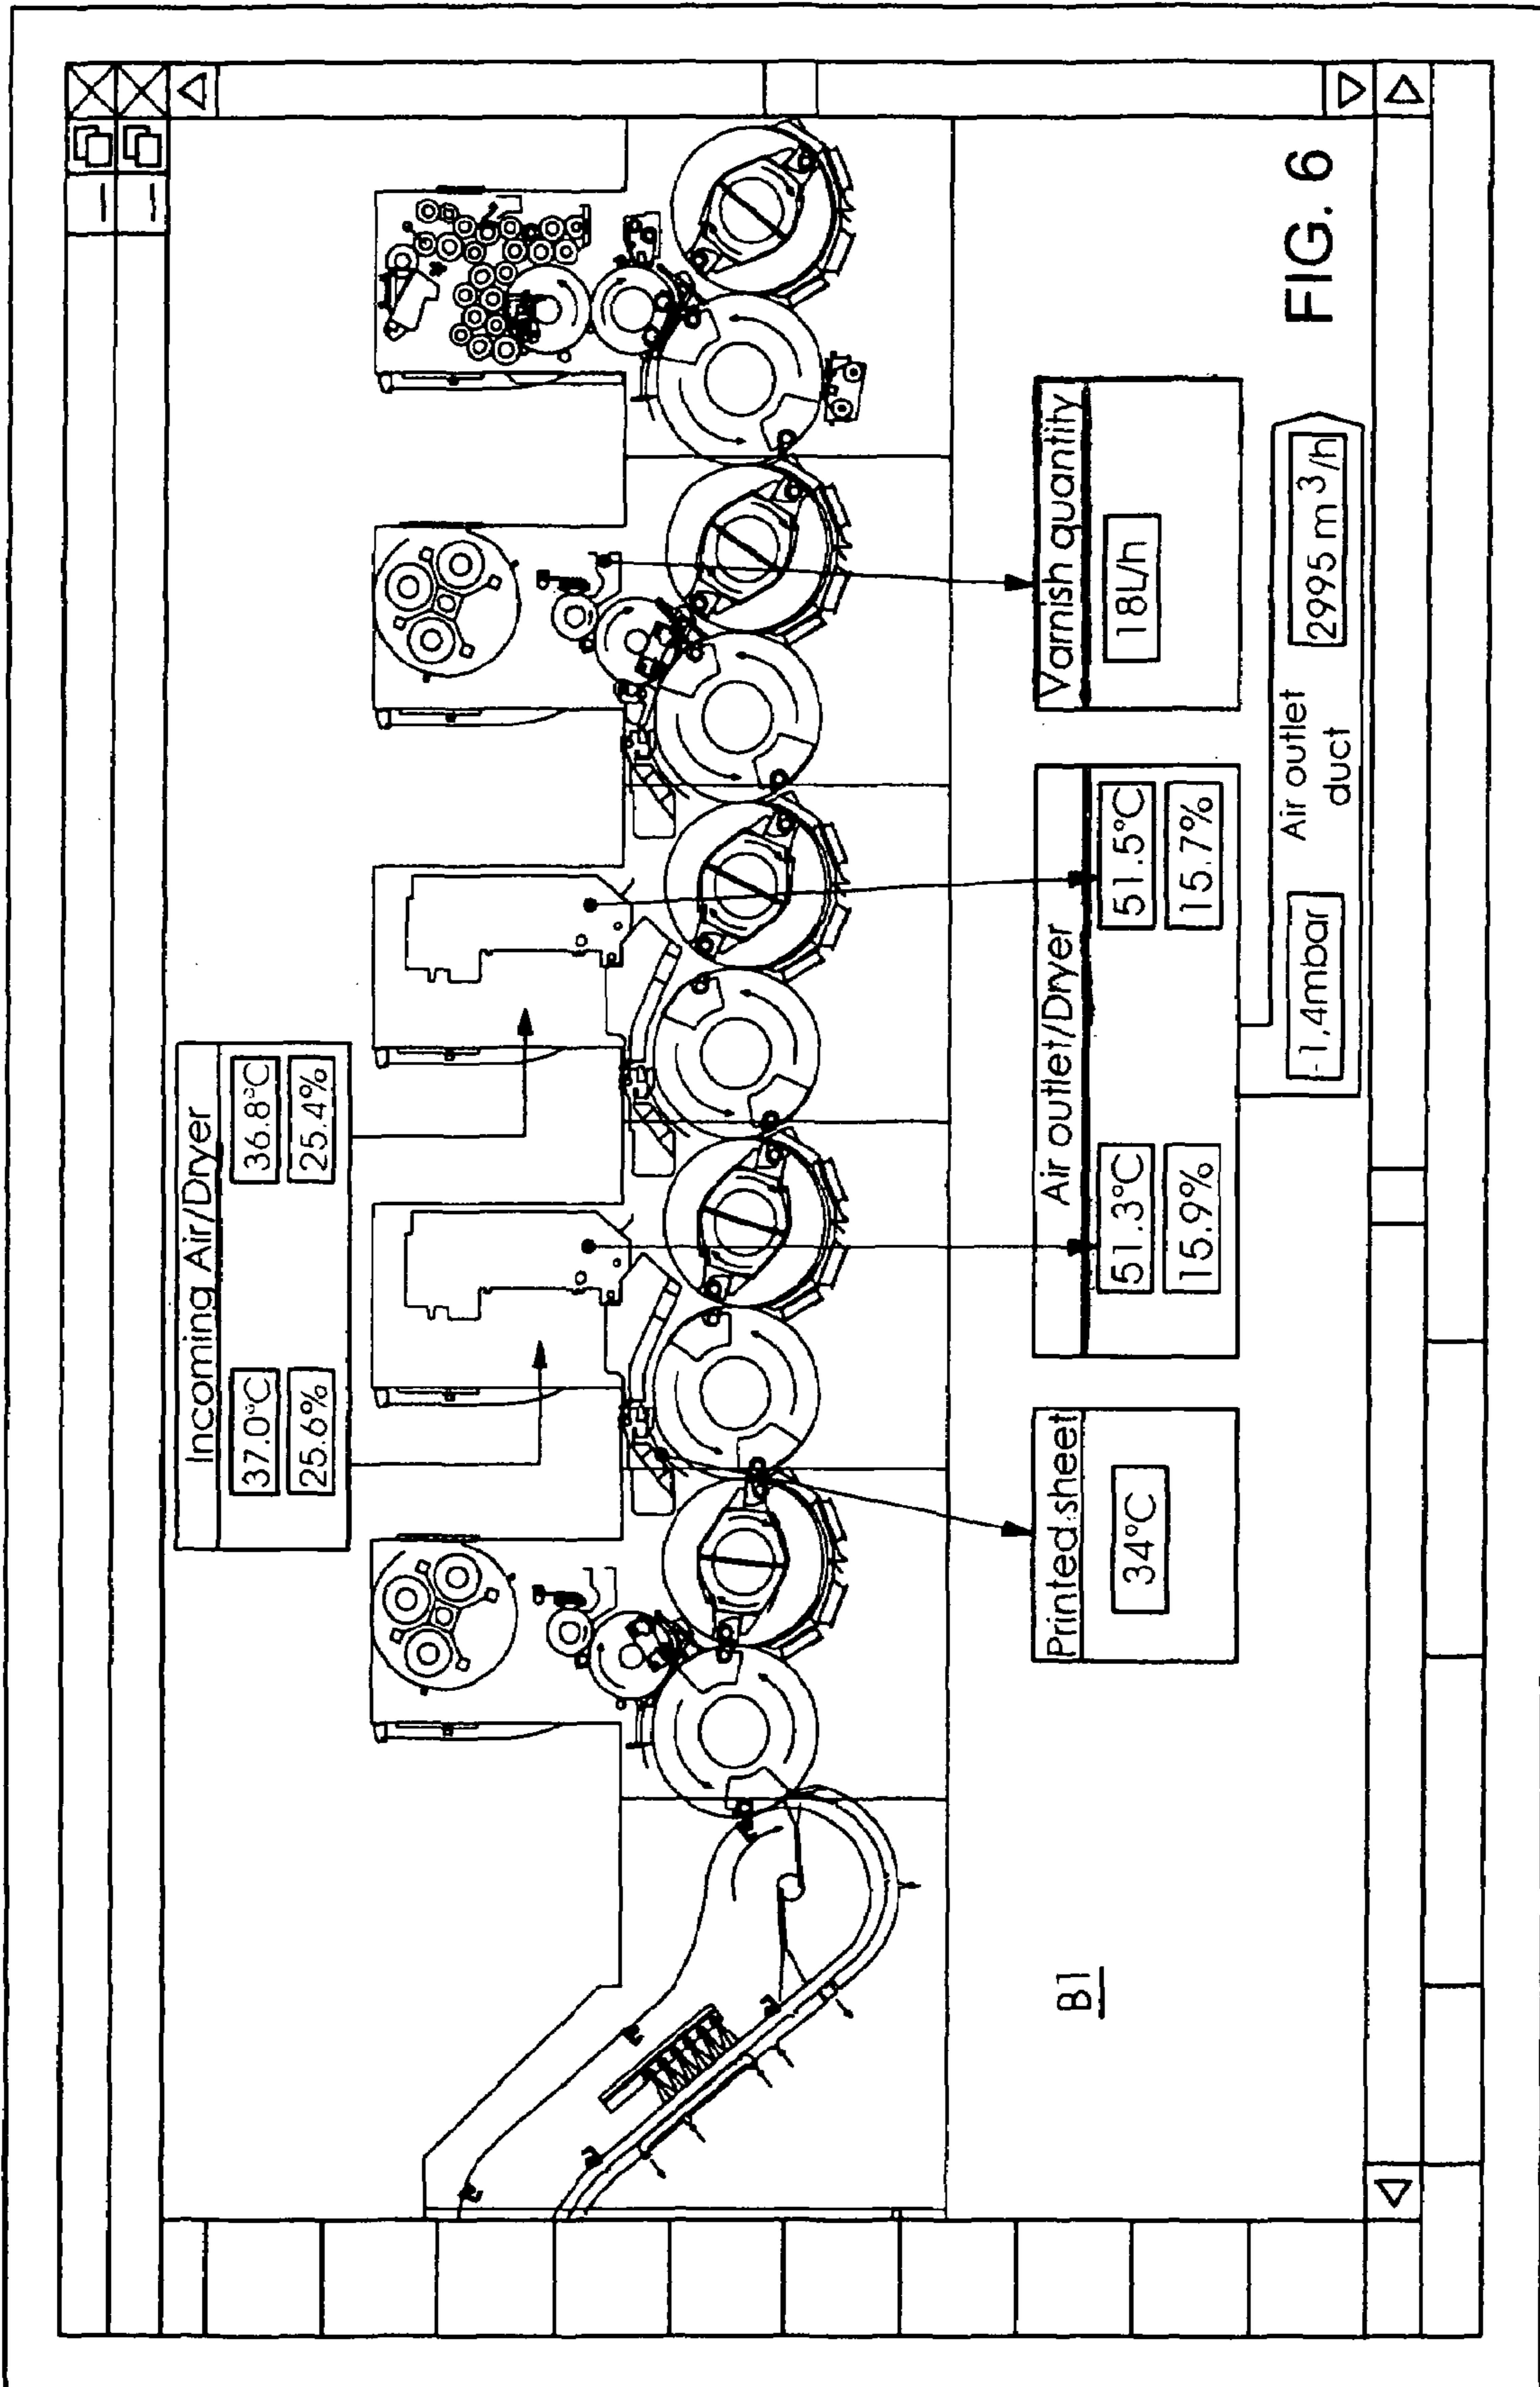 Incoming Air/Dryer
37.0°C 36.8°C
25.6% 25.4%
Printed sheet
34°C
Air outlet/Dryer
51.3°C 51.5°C
15.9% 15.7%
Varnish quantity
18L/h
-1,4mbar
Air outlet
duct
2995 m³/h
B1
FIG. 6